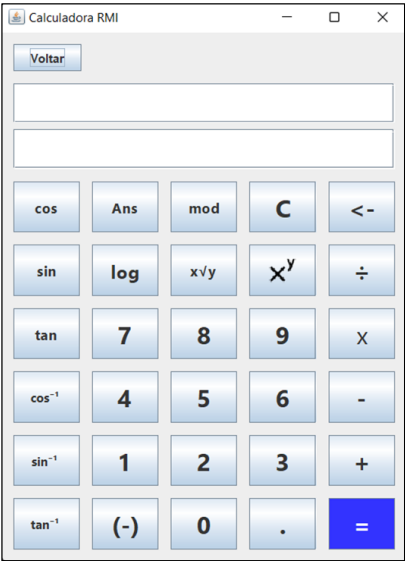 Calculadora RMI
Voltar
cos Ans mod C <-
sin log x√y xʸ ÷
tan 7 8 9 x
cos⁻¹ 4 5 6 -
sin⁻¹ 1 2 3 +
tan⁻¹ (-) 0 . =